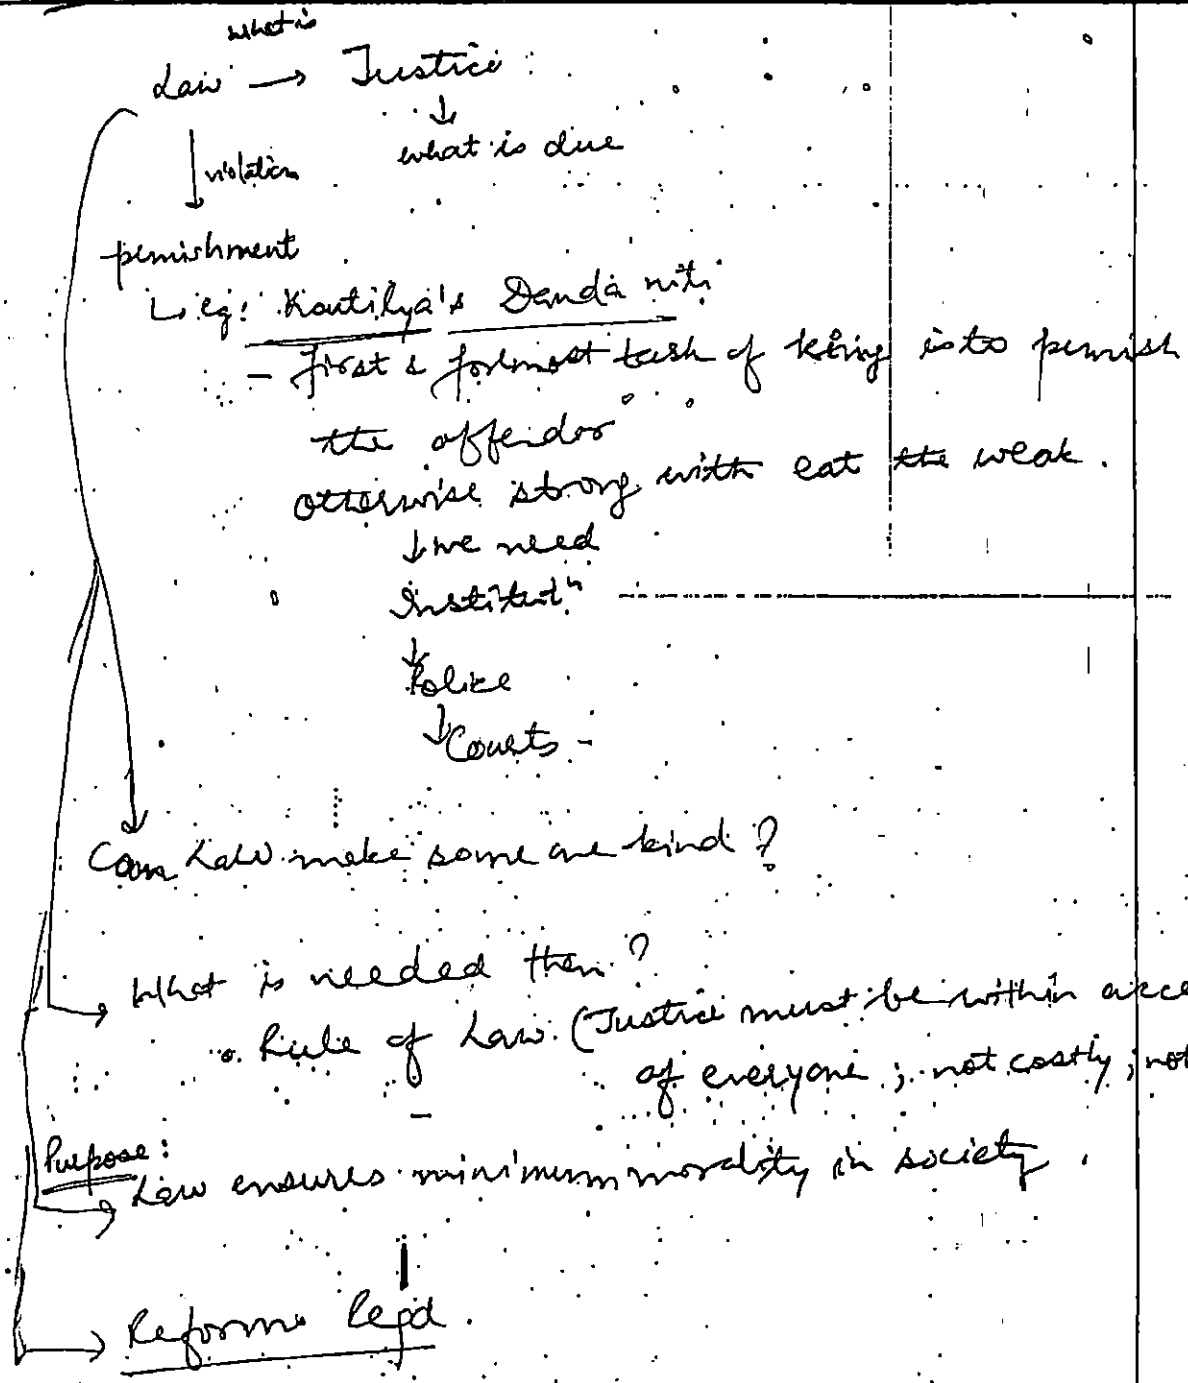 what is
Law → Justice
↓
what is due
↓ violation
punishment
↳ eg: Kautilya's Danda niti
- first & formost task of king is to punish
the offendor
otherwise strong with eat the weak.
↓ we need
Institutⁿ
↓
Police
↓ Courts -
Can Law make some one kind?
→ What is needed then?
Rule of Law. (Justice must be within acce
of everyone; not costly; not
Purpose:
→ Law ensures minimum morality in society.
→ Reforms Reqd.